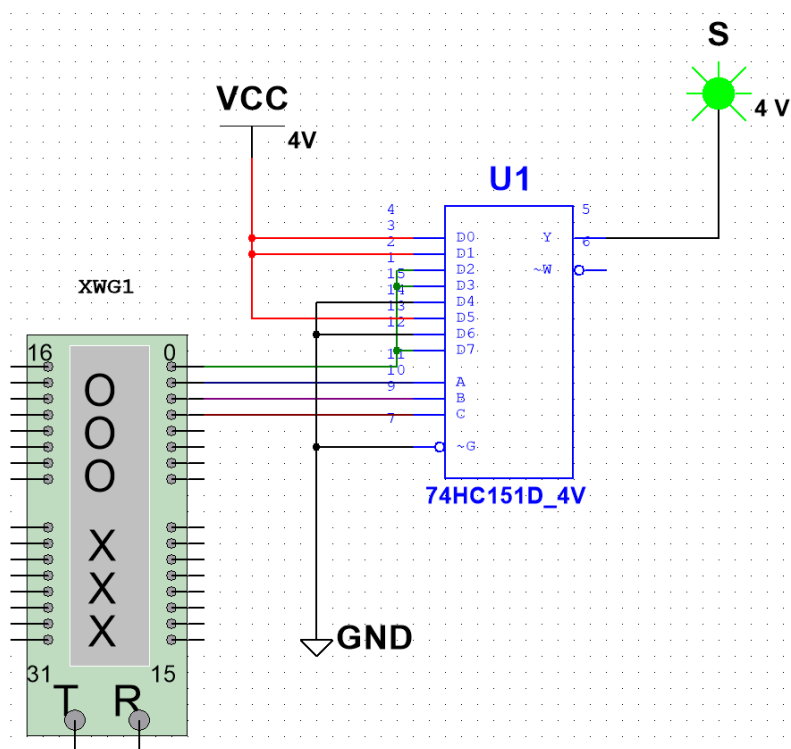 S
4 V
VCC
4V
U1
4
5
3
2
D0
Y
6
1
D1
15
D2
~W
14
D3
13
D4
12
D5
D6
11
D7
10
9
A
B
7
C
~G
74HC151D_4V
XWG1
16
0
O
O
O
X
X
X
31
15
T
R
GND